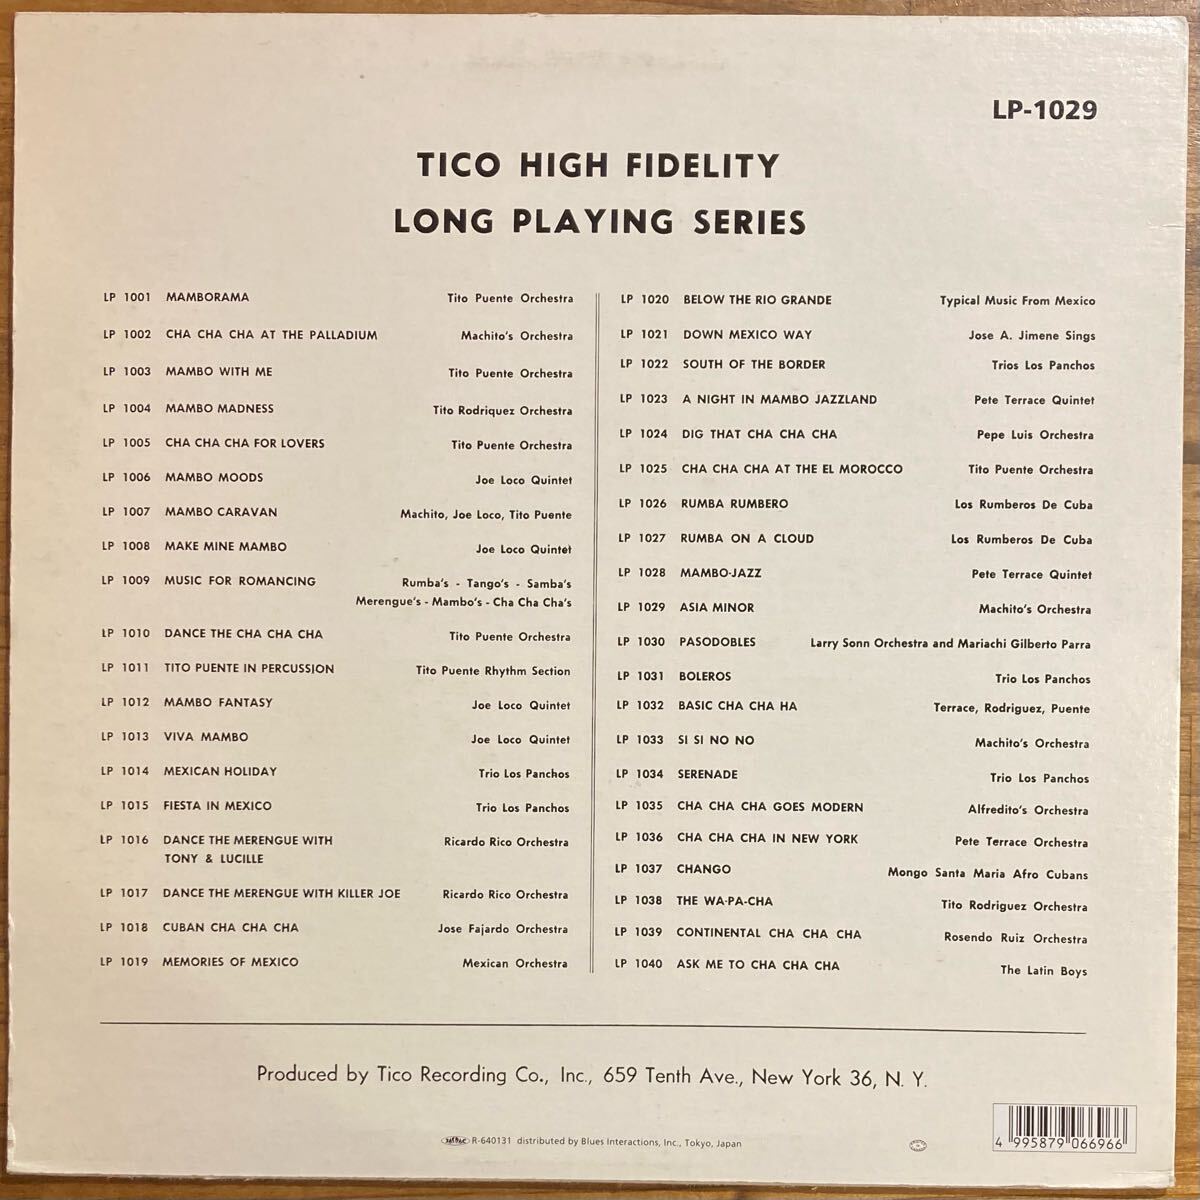 LP-1029
TICO HIGH FIDELITY
LONG PLAYING SERIES
LP 1001 MAMBORAMA Tito Puente Orchestra
LP 1002 CHA CHA CHA AT THE PALLADIUM Machito's Orchestra
LP 1003 MAMBO WITH ME Tito Puente Orchestra
LP 1004 MAMBO MADNESS Tito Rodriquez Orchestra
LP 1005 CHA CHA CHA FOR LOVERS Tito Puente Orchestra
LP 1006 MAMBO MOODS Joe Loco Quintet
LP 1007 MAMBO CARAVAN Machito, Joe Loco, Tito Puente
LP 1008 MAKE MINE MAMBO Joe Loco Quintet
LP 1009 MUSIC FOR ROMANCING Rumba's - Tango's - Samba's
Merengue's - Mambo's - Cha Cha Cha's
LP 1010 DANCE THE CHA CHA CHA Tito Puente Orchestra
LP 1011 TITO PUENTE IN PERCUSSION Tito Puente Rhythm Section
LP 1012 MAMBO FANTASY Joe Loco Quintet
LP 1013 VIVA MAMBO Joe Loco Quintet
LP 1014 MEXICAN HOLIDAY Trio Los Panchos
LP 1015 FIESTA IN MEXICO Trio Los Panchos
LP 1016 DANCE THE MERENGUE WITH Ricardo Rico Orchestra
TONY & LUCILLE
LP 1017 DANCE THE MERENGUE WITH KILLER JOE Ricardo Rico Orchestra
LP 1018 CUBAN CHA CHA CHA Jose Fajardo Orchestra
LP 1019 MEMORIES OF MEXICO Mexican Orchestra
LP 1020 BELOW THE RIO GRANDE Typical Music From Mexico
LP 1021 DOWN MEXICO WAY Jose A. Jimene Sings
LP 1022 SOUTH OF THE BORDER Trios Los Panchos
LP 1023 A NIGHT IN MAMBO JAZZLAND Pete Terrace Quintet
LP 1024 DIG THAT CHA CHA CHA Pepe Luis Orchestra
LP 1025 CHA CHA CHA AT THE EL MOROCCO Tito Puente Orchestra
LP 1026 RUMBA RUMBERO Los Rumberos De Cuba
LP 1027 RUMBA ON A CLOUD Los Rumberos De Cuba
LP 1028 MAMBO-JAZZ Pete Terrace Quintet
LP 1029 ASIA MINOR Machito's Orchestra
LP 1030 PASODOBLES Larry Sonn Orchestra and Mariachi Gilberto Parra
LP 1031 BOLEROS Trio Los Panchos
LP 1032 BASIC CHA CHA HA Terrace, Rodriguez, Puente
LP 1033 SI SI NO NO Machito's Orchestra
LP 1034 SERENADE Trio Los Panchos
LP 1035 CHA CHA CHA GOES MODERN Alfredito's Orchestra
LP 1036 CHA CHA CHA IN NEW YORK Pete Terrace Orchestra
LP 1037 CHANGO Mongo Santa Maria Afro Cubans
LP 1038 THE WA-PA-CHA Tito Rodriguez Orchestra
LP 1039 CONTINENTAL CHA CHA CHA Rosendo Ruiz Orchestra
LP 1040 ASK ME TO CHA CHA CHA The Latin Boys
Produced by Tico Recording Co., Inc., 659 Tenth Ave., New York 36, N. Y.
R-640131 distributed by Blues Interactions, Inc., Tokyo, Japan
4 995879 066966